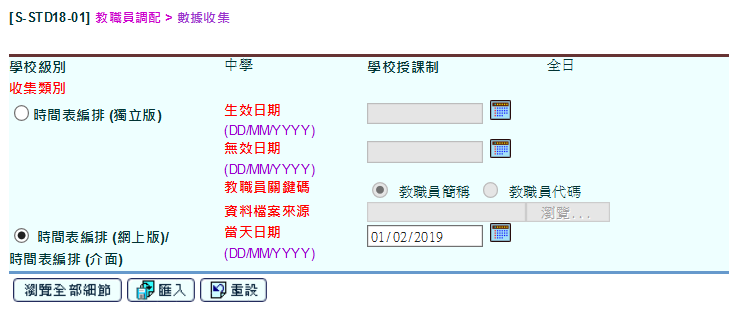 [S-STD18-01] 教職員調配 > 數據收集
學校級別 中學 學校授課制 全日
收集類別
時間表編排 (獨立版) 生效日期
(DD/MM/YYYY)
無效日期
(DD/MM/YYYY)
教職員關鍵碼 教職員簡稱 教職員代碼
資料檔案來源 瀏覽...
時間表編排 (網上版)/ 當天日期 01/02/2019
時間表編排 (介面) (DD/MM/YYYY)
瀏覽全部細節 匯入 重設